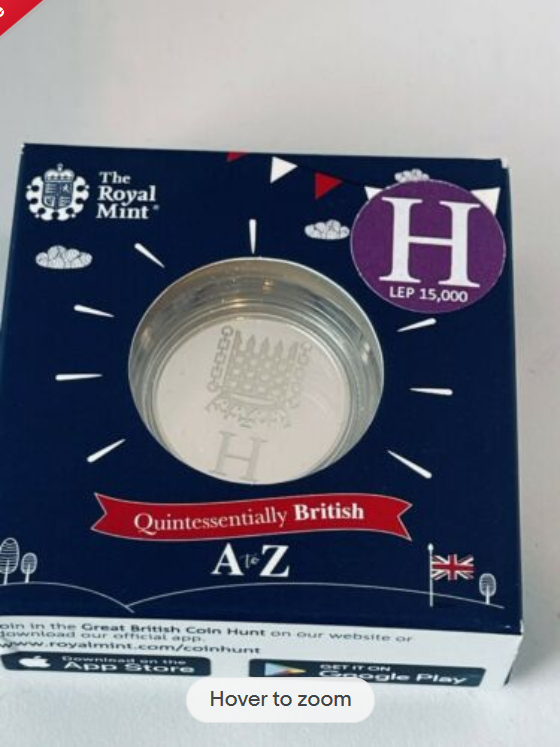 The
Royal
Mint®
H
LEP 15,000
H
Quintessentially British
A to Z
oin in the Great British Coin Hunt on our website or
download our official app.
www.royalmint.com/coinhunt
Download on the
App Store
GET IT ON
Google Play
Hover to zoom